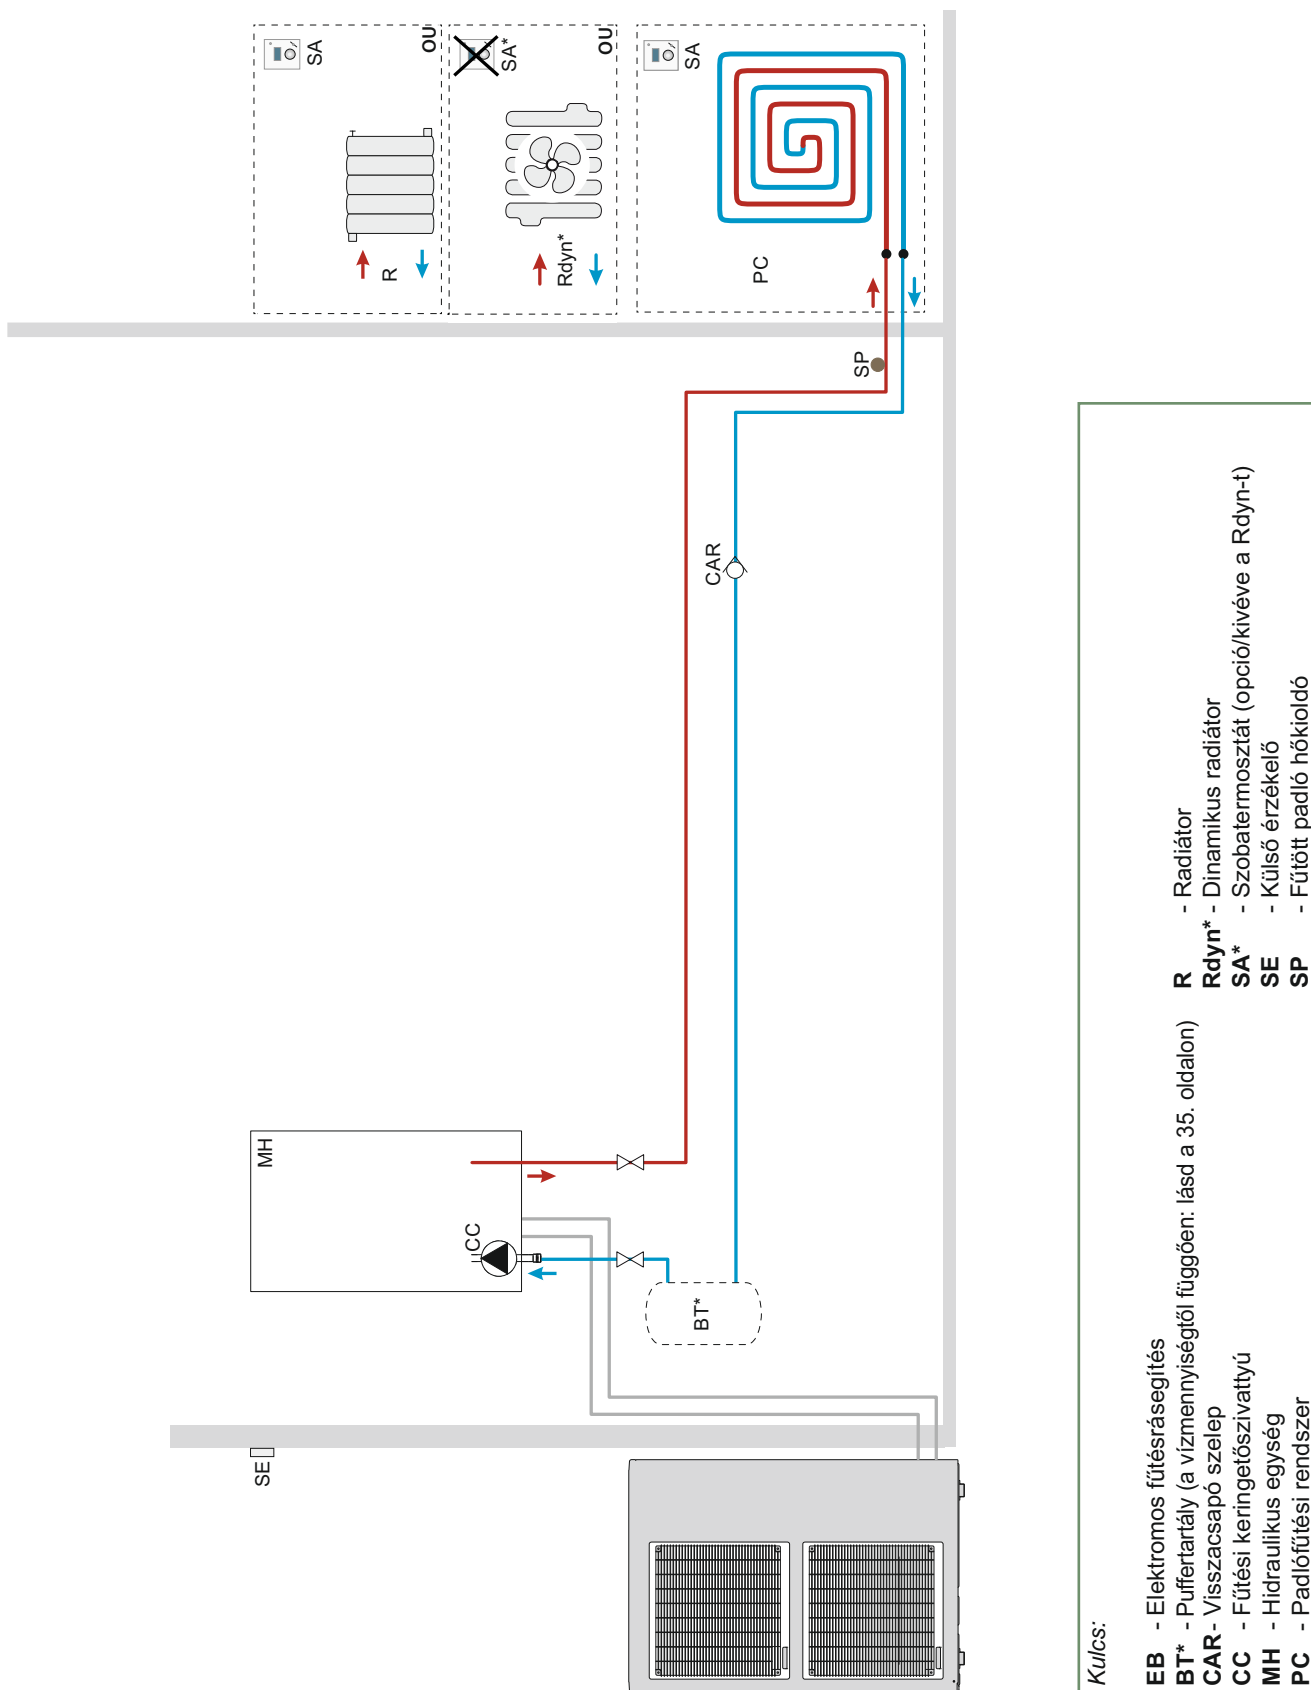 SE
MH
CC
BT*
CAR
SP
SA
OU
R
SA*
OU
Rdyn*
SA
PC
Kulcs:
EB - Elektromos fűtésrásegítés
BT* - Puffertartály (a vízmennyiségtől függően: lásd a 35. oldalon)
CAR - Visszacsapó szelep
CC - Fűtési keringetőszivattyú
MH - Hidraulikus egység
PC - Padlófűtési rendszer
R - Radiátor
Rdyn* - Dinamikus radiátor
SA* - Szobatermosztát (opció/kivéve a Rdyn-t)
SE - Külső érzékelő
SP - Fűtött padló hőkioldó